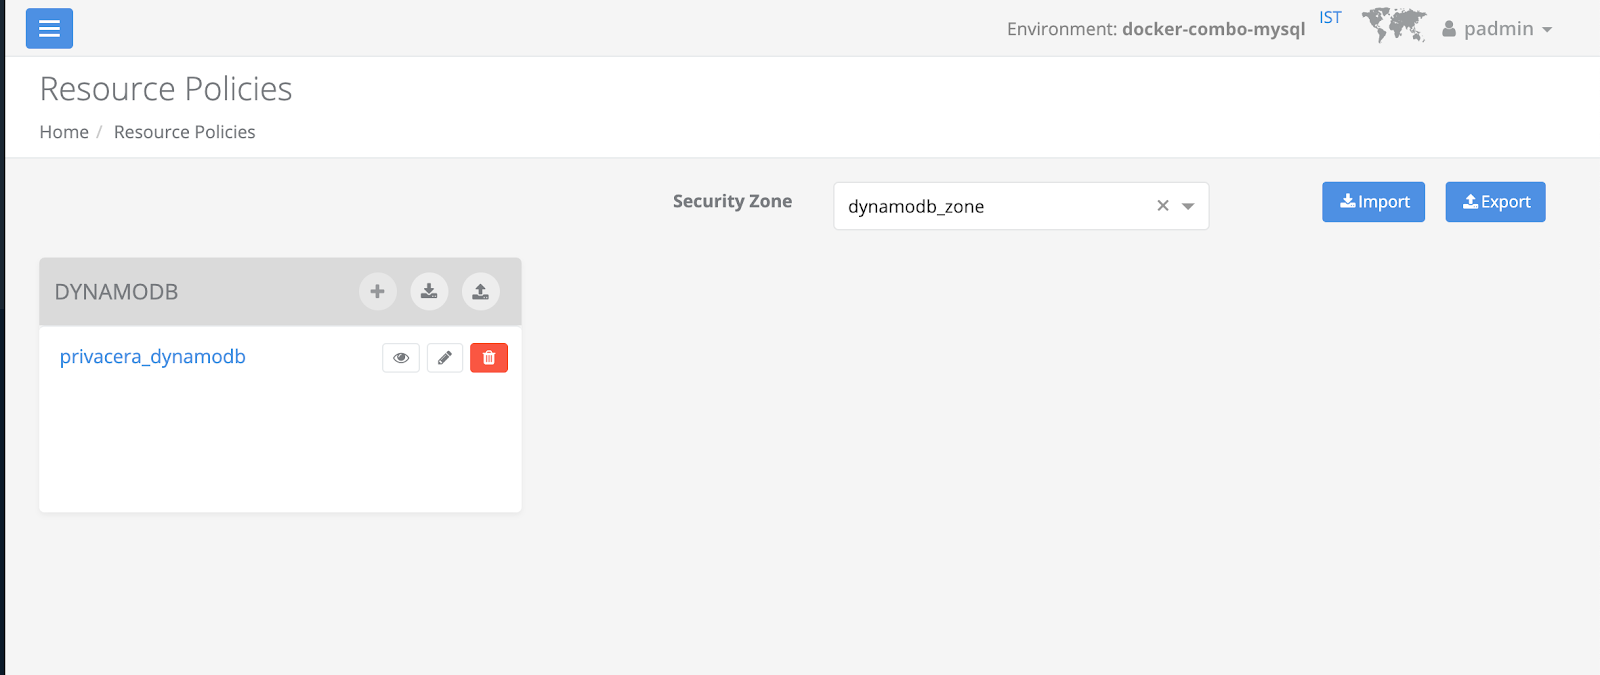 Environment: docker-combo-mysql IST padmin
Resource Policies
Home / Resource Policies
Security Zone dynamodb_zone Import Export
DYNAMODB
privacera_dynamodb